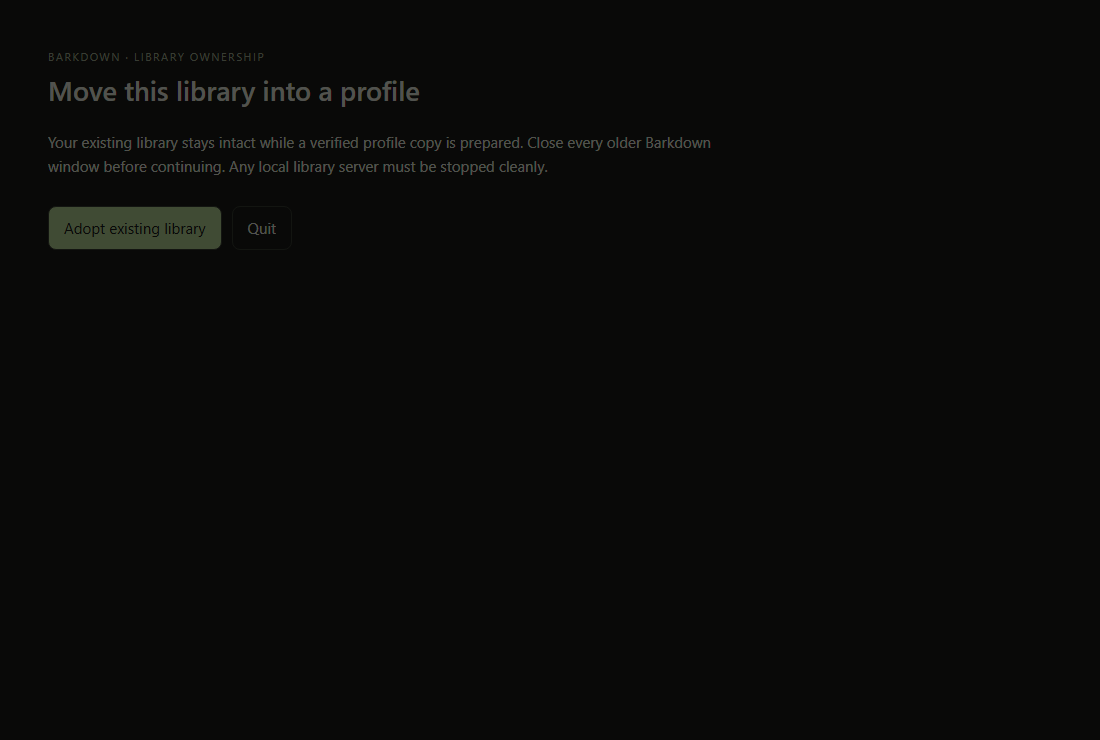 BARKDOWN · LIBRARY OWNERSHIP
Move this library into a profile
Your existing library stays intact while a verified profile copy is prepared. Close every older Barkdown
window before continuing. Any local library server must be stopped cleanly.
Adopt existing library
Quit